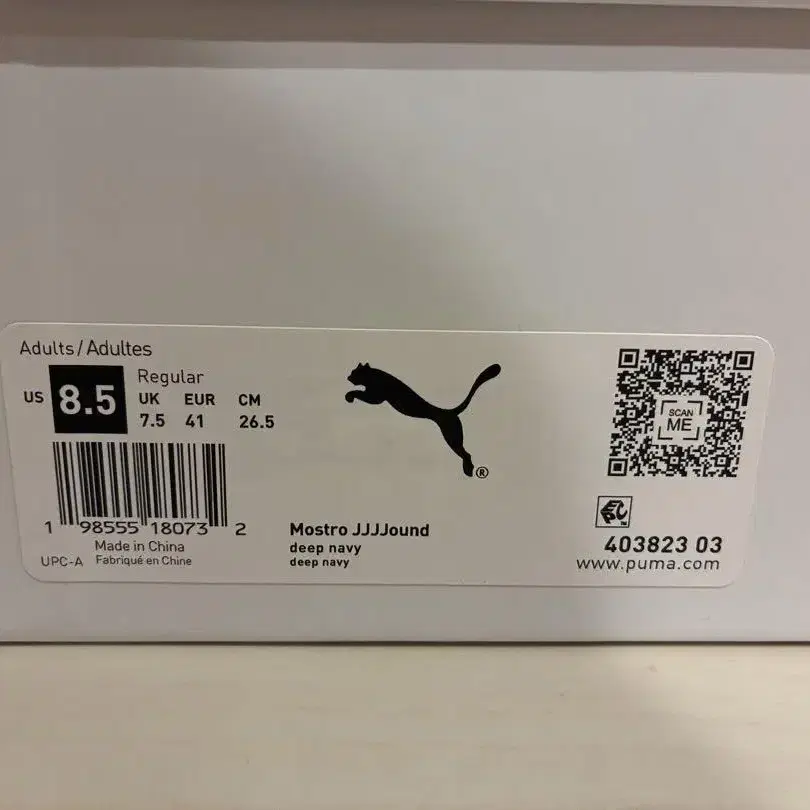 Adults/Adultes
US 8.5
Regular
UK EUR CM
7.5 41 26.5
1 98555 18073 2
Made in China
UPC-A Fabriqué en Chine
®
Mostro JJJJound
deep navy
deep navy
SCAN
ME
403823 03
www.puma.com